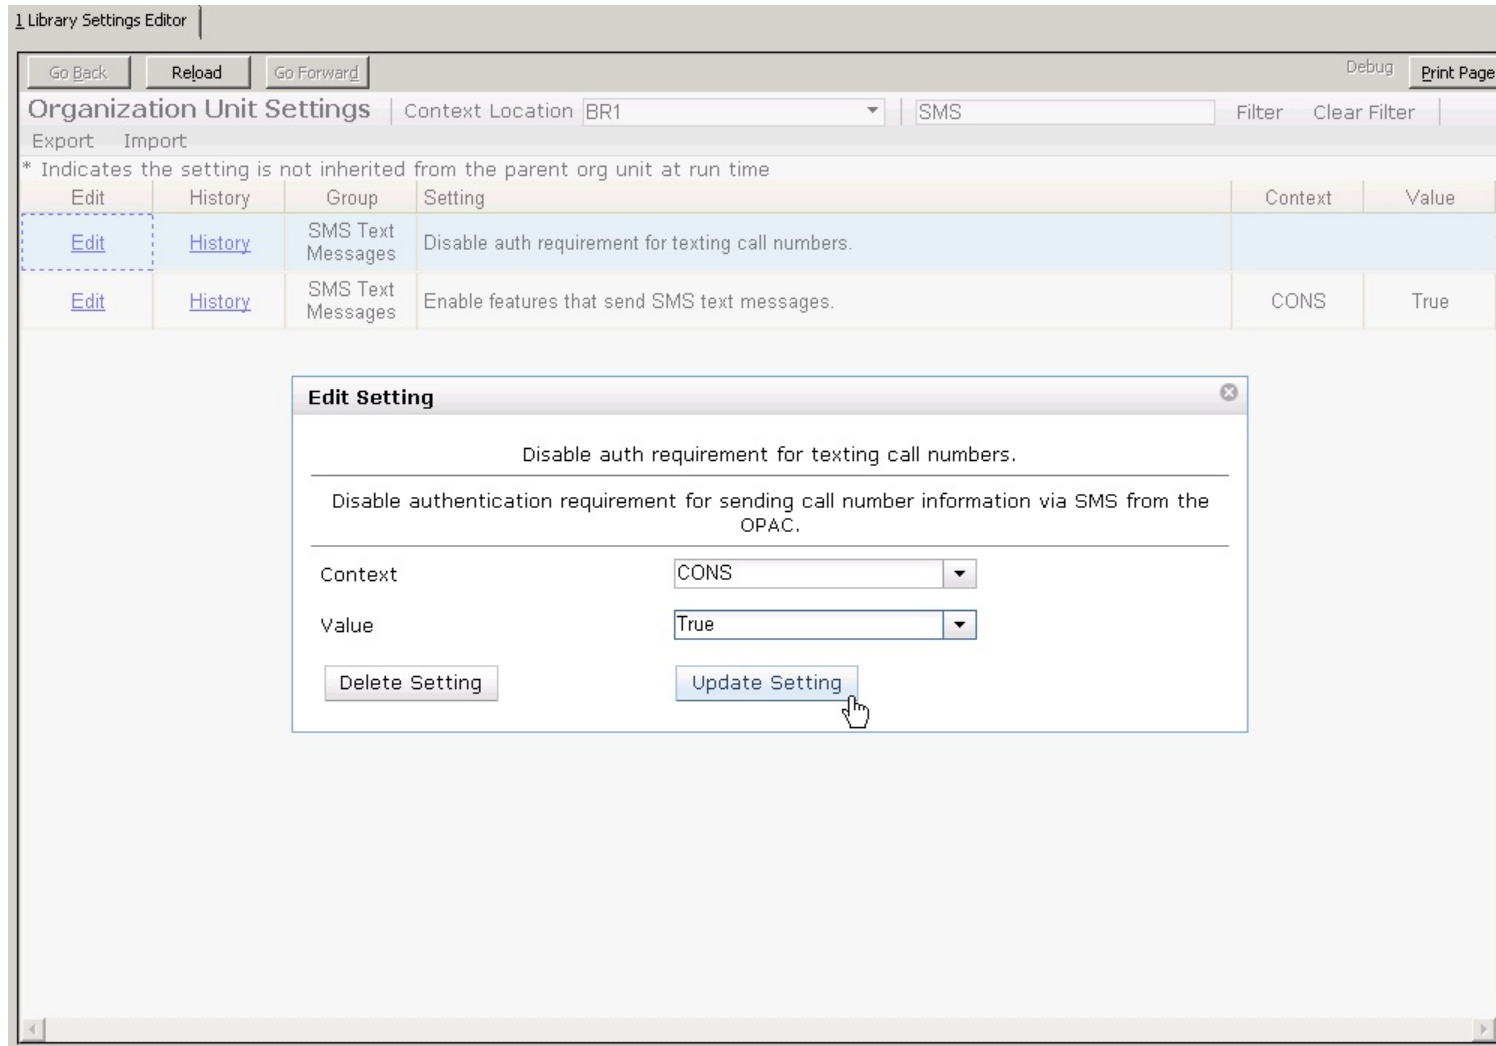 1 Library Settings Editor
Go Back Reload Go Forward Debug Print Page
Organization Unit Settings Context Location BR1 SMS Filter Clear Filter
Export Import
* Indicates the setting is not inherited from the parent org unit at run time
Edit History Group Setting Context Value
Edit History SMS Text Messages Disable auth requirement for texting call numbers.
Edit History SMS Text Messages Enable features that send SMS text messages. CONS True
Edit Setting
Disable auth requirement for texting call numbers.
Disable authentication requirement for sending call number information via SMS from the
OPAC.
Context CONS
Value True
Delete Setting Update Setting